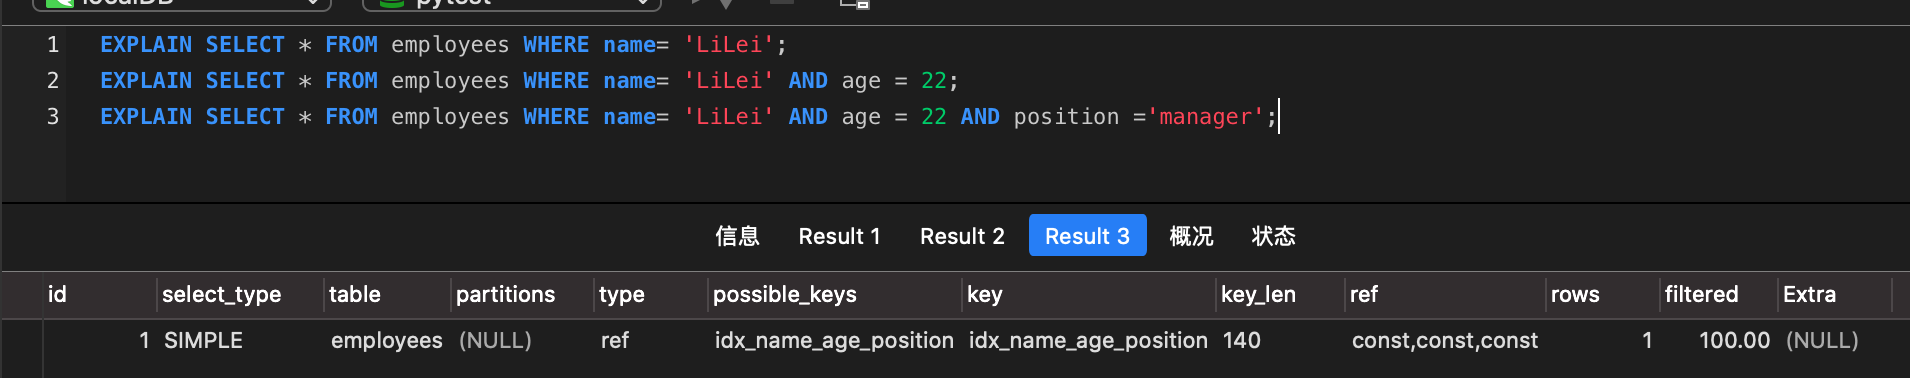 localDB pytest
1 EXPLAIN SELECT * FROM employees WHERE name= 'LiLei';
2 EXPLAIN SELECT * FROM employees WHERE name= 'LiLei' AND age = 22;
3 EXPLAIN SELECT * FROM employees WHERE name= 'LiLei' AND age = 22 AND position ='manager';
信息 Result 1 Result 2 Result 3 概况 状态
id select_type table partitions type possible_keys key key_len ref rows filtered Extra
1 SIMPLE employees (NULL) ref idx_name_age_position idx_name_age_position 140 const,const,const 1 100.00 (NULL)